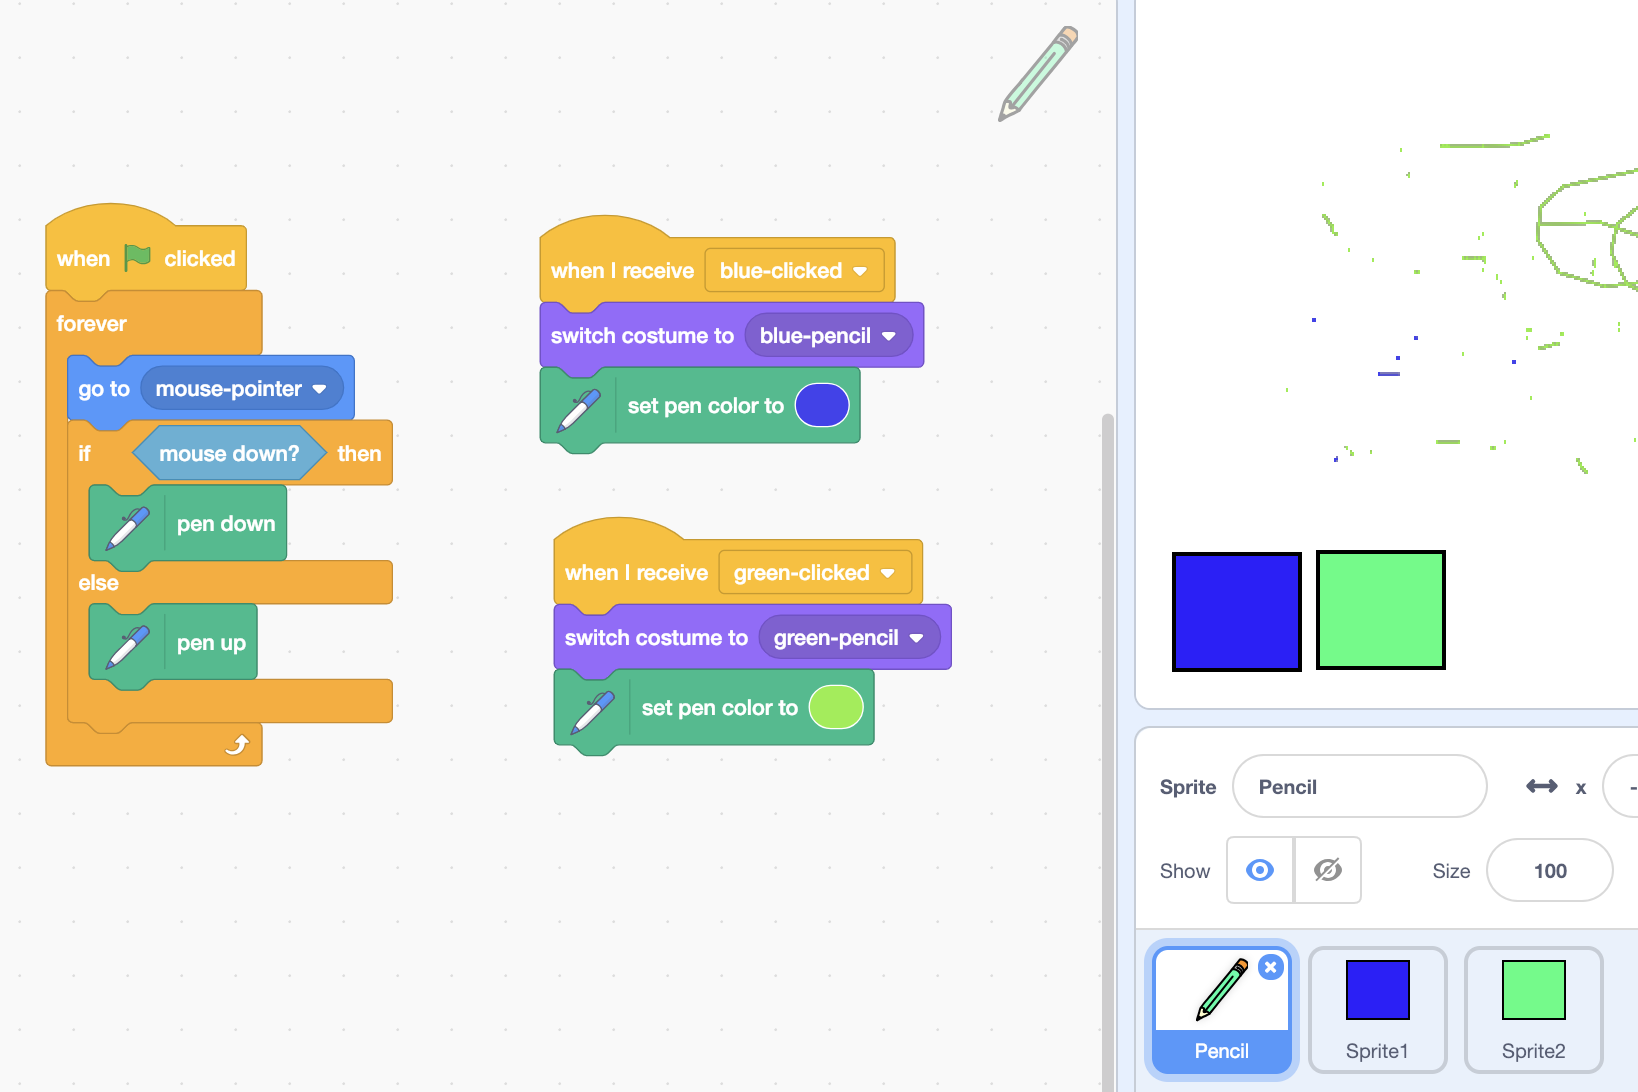 when clicked
forever
go to mouse-pointer
if mouse down? then
pen down
else
pen up
when I receive blue-clicked
switch costume to blue-pencil
set pen color to
when I receive green-clicked
switch costume to green-pencil
set pen color to
Sprite Pencil x -
Show Size 100
Pencil Sprite1 Sprite2